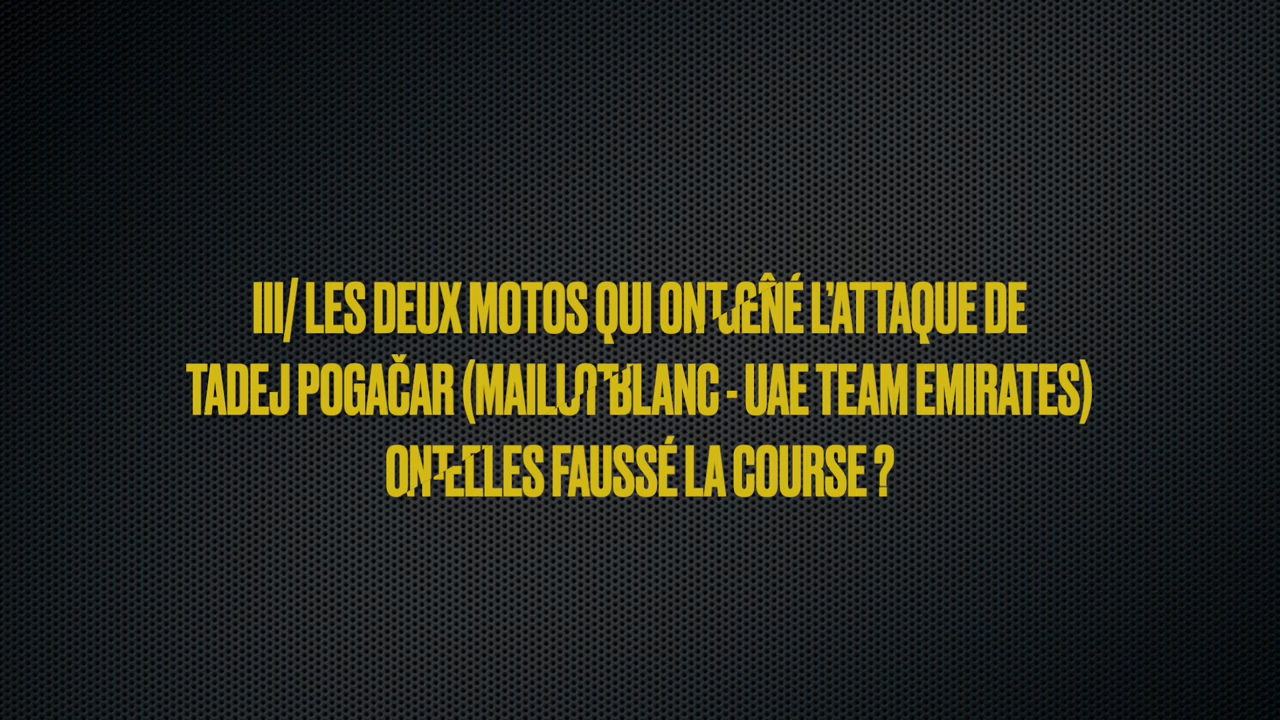 III/ LES DEUX MOTOS QUI ONT GÊNÉ L'ATTAQUE DE
TADEJ POGAČAR (MAILLOT BLANC - UAE TEAM EMIRATES)
ONT-ELLES FAUSSÉ LA COURSE ?